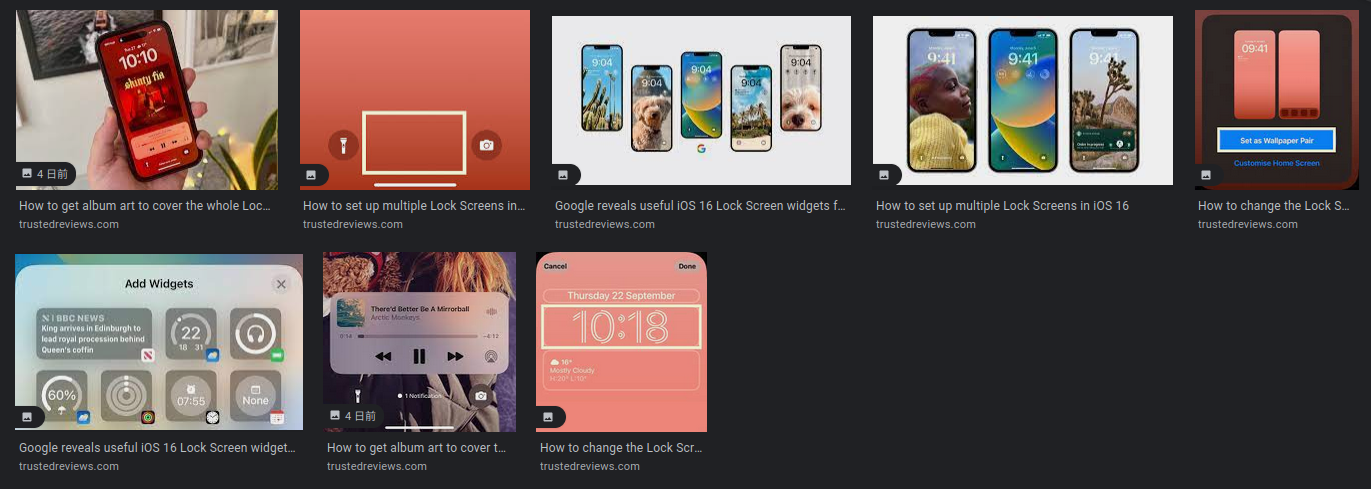 10:10
shinty fia
4 日前
How to get album art to cover the whole Loc…
trustedreviews.com
How to set up multiple Lock Screens in…
trustedreviews.com
9:04
9:04
9:04
9:04
9:04
Google reveals useful iOS 16 Lock Screen widgets f…
trustedreviews.com
9:41
9:41
9:41
How to set up multiple Lock Screens in iOS 16
trustedreviews.com
09:41
Set as Wallpaper Pair
Customise Home Screen
How to change the Lock S…
trustedreviews.com
Add Widgets
BBC NEWS
King arrives in Edinburgh to
lead royal procession behind
Queen's coffin
22
18 31
60%
07:55
None
Google reveals useful iOS 16 Lock Screen widget…
trustedreviews.com
There'd Better Be A Mirrorball
Arctic Monkeys
1 Notification
4 日前
How to get album art to cover t…
trustedreviews.com
Cancel
Done
Thursday 22 September
10:18
16°
Mostly Cloudy
H:20° L:10°
How to change the Lock Scr…
trustedreviews.com